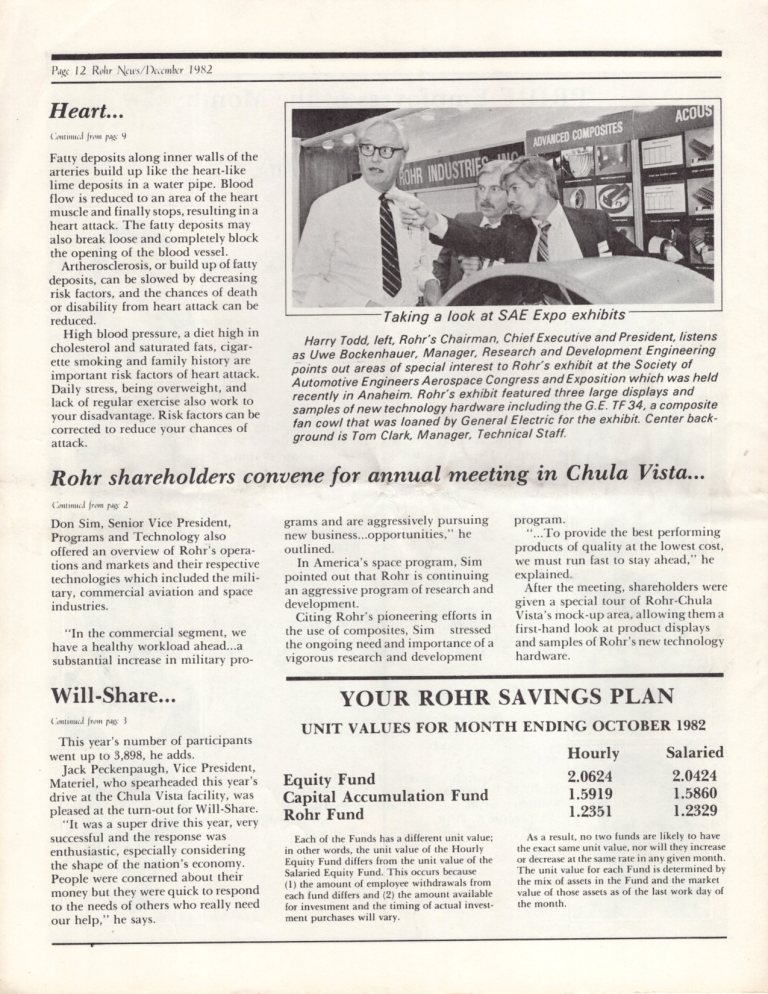 Page 12 Rohr News/December 1982
Heart...
Continued from page 9
Fatty deposits along inner walls of the
arteries build up like the heart-like
lime deposits in a water pipe. Blood
flow is reduced to an area of the heart
muscle and finally stops, resulting in a
heart attack. The fatty deposits may
also break loose and completely block
the opening of the blood vessel.
Artherosclerosis, or build up of fatty
deposits, can be slowed by decreasing
risk factors, and the chances of death
or disability from heart attack can be
reduced.
High blood pressure, a diet high in
cholesterol and saturated fats, cigar-
ette smoking and family history are
important risk factors of heart attack.
Daily stress, being overweight, and
lack of regular exercise also work to
your disadvantage. Risk factors can be
corrected to reduce your chances of
attack.
ROHR INDUSTRIES, INC.
ADVANCED COMPOSITES
ACOUS
Taking a look at SAE Expo exhibits
Harry Todd, left, Rohr's Chairman, Chief Executive and President, listens
as Uwe Bockenhauer, Manager, Research and Development Engineering
points out areas of special interest to Rohr's exhibit at the Society of
Automotive Engineers Aerospace Congress and Exposition which was held
recently in Anaheim. Rohr's exhibit featured three large displays and
samples of new technology hardware including the G.E. TF34, a composite
fan cowl that was loaned by General Electric for the exhibit. Center back-
ground is Tom Clark, Manager, Technical Staff.
Rohr shareholders convene for annual meeting in Chula Vista...
Continued from page 2
Don Sim, Senior Vice President,
Programs and Technology also
offered an overview of Rohr's opera-
tions and markets and their respective
technologies which included the mili-
tary, commercial aviation and space
industries.
"In the commercial segment, we
have a healthy workload ahead...a
substantial increase in military pro-
grams and are aggressively pursuing
new business...opportunities," he
outlined.
In America's space program, Sim
pointed out that Rohr is continuing
an aggressive program of research and
development.
Citing Rohr's pioneering efforts in
the use of composites, Sim stressed
the ongoing need and importance of a
vigorous research and development
program.
"...To provide the best performing
products of quality at the lowest cost,
we must run fast to stay ahead," he
explained.
After the meeting, shareholders were
given a special tour of Rohr-Chula
Vista's mock-up area, allowing them a
first-hand look at product displays
and samples of Rohr's new technology
hardware.
Will-Share...
Continued from page 3
This year's number of participants
went up to 3,898, he adds.
Jack Peckenpaugh, Vice President,
Materiel, who spearheaded this year's
drive at the Chula Vista facility, was
pleased at the turn-out for Will-Share.
"It was a super drive this year, very
successful and the response was
enthusiastic, especially considering
the shape of the nation's economy.
People were concerned about their
money but they were quick to respond
to the needs of others who really need
our help," he says.
YOUR ROHR SAVINGS PLAN
UNIT VALUES FOR MONTH ENDING OCTOBER 1982
Hourly Salaried
Equity Fund 2.0624 2.0424
Capital Accumulation Fund 1.5919 1.5860
Rohr Fund 1.2351 1.2329
Each of the Funds has a different unit value;
in other words, the unit value of the Hourly
Equity Fund differs from the unit value of the
Salaried Equity Fund. This occurs because
(1) the amount of employee withdrawals from
each fund differs and (2) the amount available
for investment and the timing of actual invest-
ment purchases will vary.
As a result, no two funds are likely to have
the exact same unit value, nor will they increase
or decrease at the same rate in any given month.
The unit value for each Fund is determined by
the mix of assets in the Fund and the market
value of those assets as of the last work day of
the month.